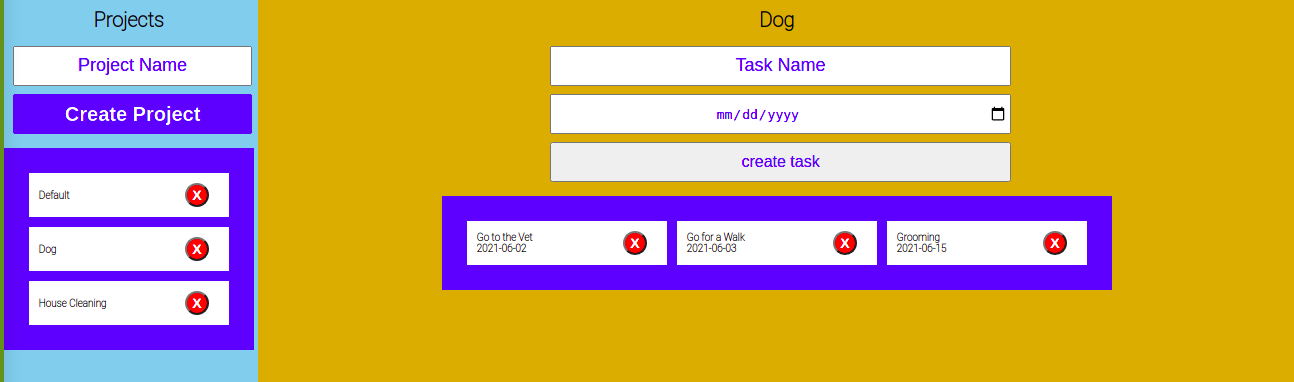 Projects
Project Name
Create Project
Default X
Dog X
House Cleaning X
Dog
Task Name
mm/dd/yyyy
create task
Go to the Vet
2021-06-02
X
Go for a Walk
2021-06-03
X
Grooming
2021-06-15
X